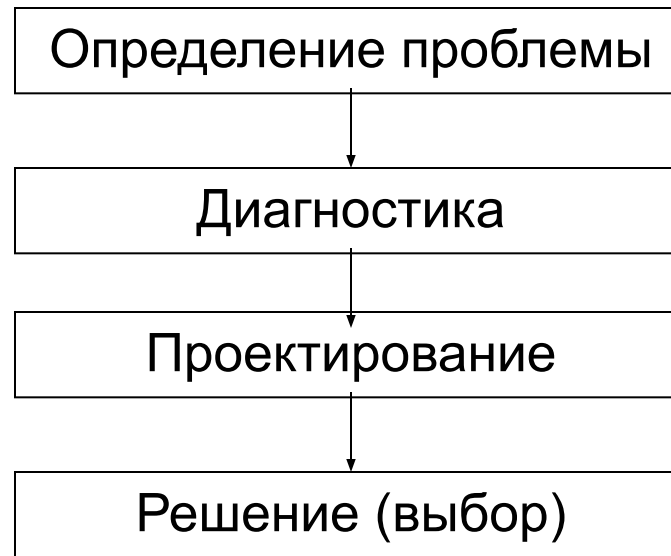 Определение проблемы
Диагностика
Проектирование
Решение (выбор)